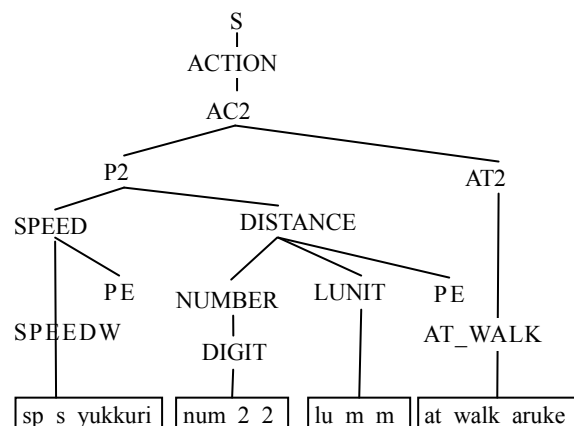 S
ACTION
AC2
P2 AT2
SPEED DISTANCE
PE NUMBER LUNIT PE
SPEEDW DIGIT AT_WALK
sp s yukkuri num 2 2 lu m m at walk aruke